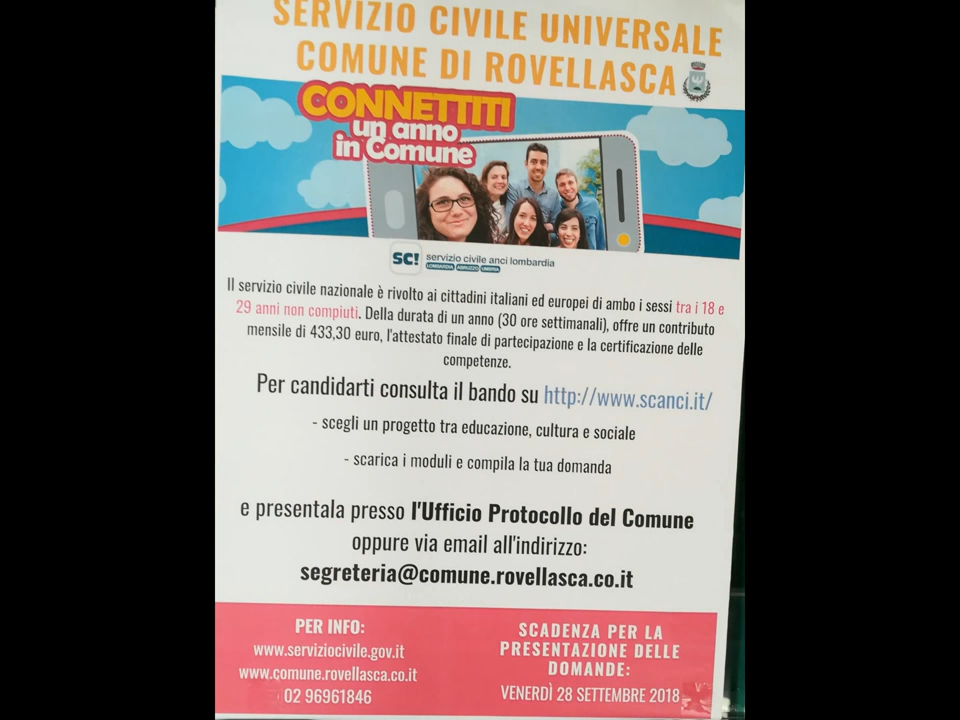 SERVIZIO CIVILE UNIVERSALE
COMUNE DI ROVELLASCA
CONNETTITI
un anno
in Comune
SC! servizio civile anci lombardia
LOMBARDIA ABRUZZO UMBRIA
Il servizio civile nazionale è rivolto ai cittadini italiani ed europei di ambo i sessi tra i 18 e
29 anni non compiuti. Della durata di un anno (30 ore settimanali), offre un contributo
mensile di 433,30 euro, l'attestato finale di partecipazione e la certificazione delle
competenze.
Per candidarti consulta il bando su http://www.scanci.it/
- scegli un progetto tra educazione, cultura e sociale
- scarica i moduli e compila la tua domanda
e presentala presso l'Ufficio Protocollo del Comune
oppure via email all'indirizzo:
segreteria@comune.rovellasca.co.it
PER INFO:
www.serviziocivile.gov.it
www.comune.rovellasca.co.it
02 96961846
SCADENZA PER LA
PRESENTAZIONE DELLE
DOMANDE:
VENERDÌ 28 SETTEMBRE 2018